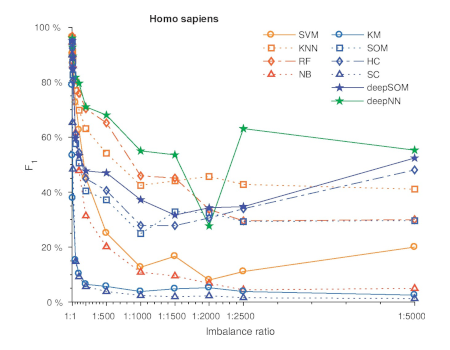 Homo sapiens
100 %
80 %
60 %
40 %
20 %
0 %
F1
SVM
KNN
RF
NB
KM
SOM
HC
SC
deepSOM
deepNN
1:1 1:500 1:1000 1:1500 1:2000 1:2500 1:5000
Imbalance ratio